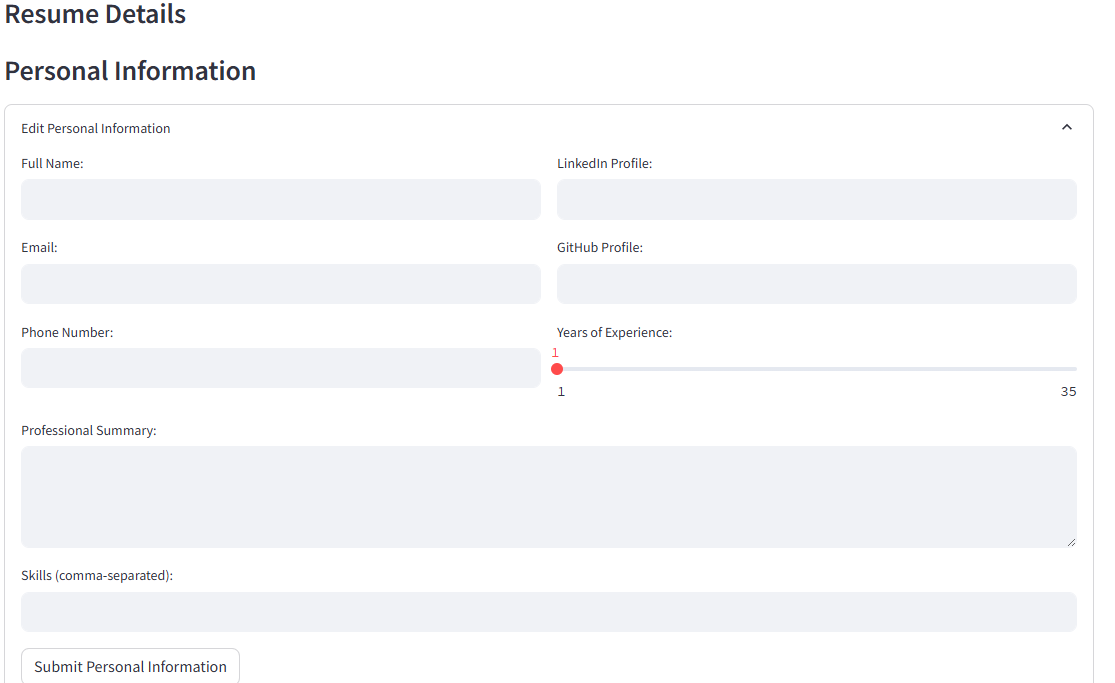 Resume Details
Personal Information
Edit Personal Information
Full Name:
LinkedIn Profile:
Email:
GitHub Profile:
Phone Number:
Years of Experience:
1
1
35
Professional Summary:
Skills (comma-separated):
Submit Personal Information